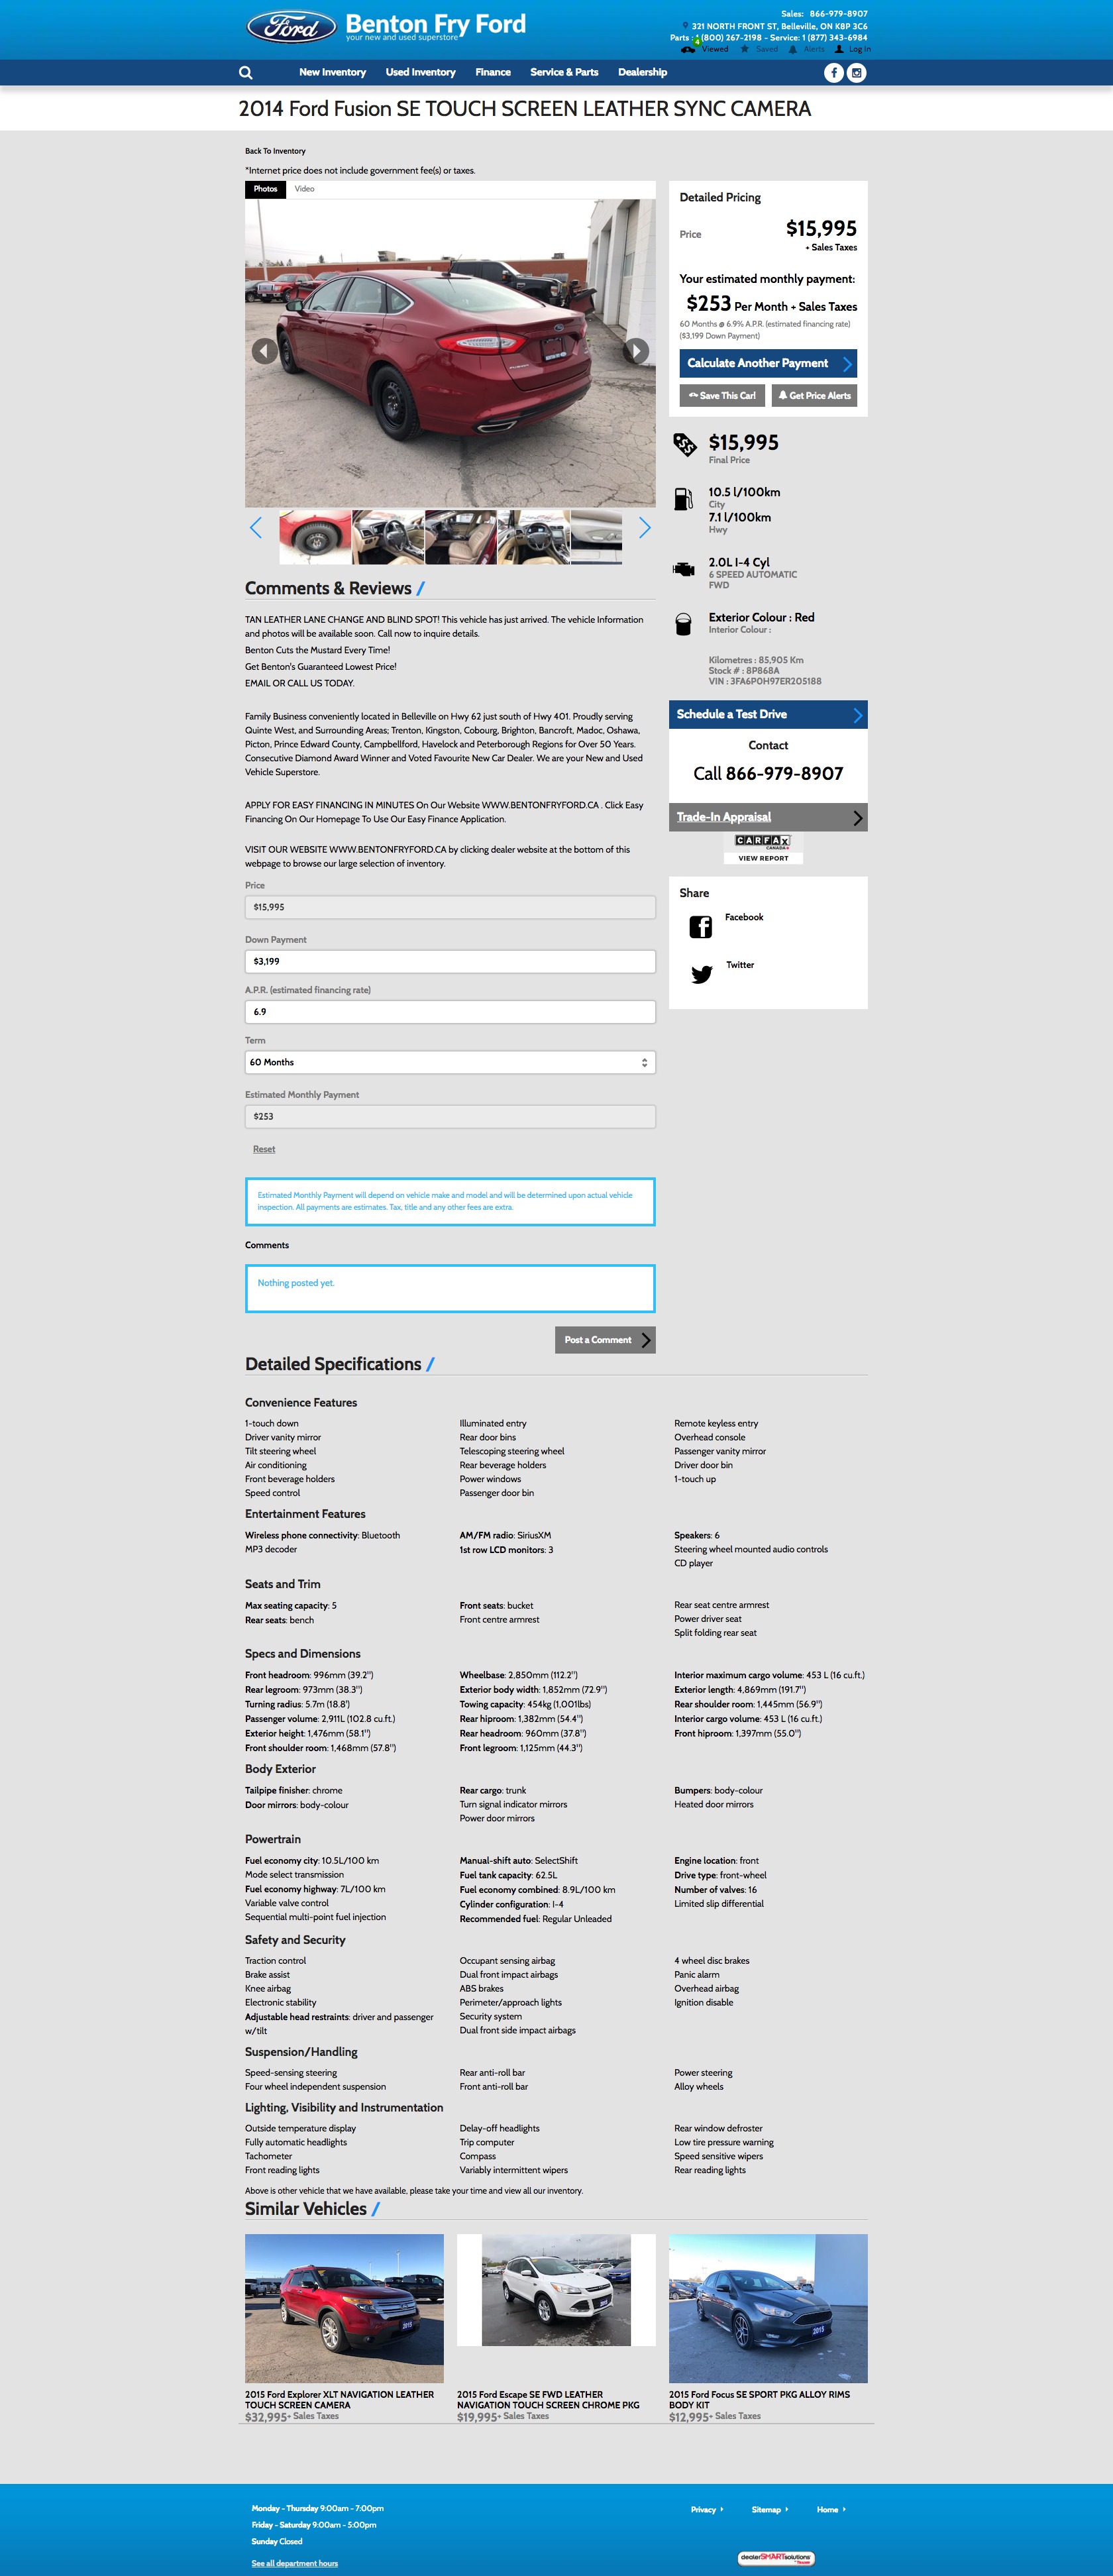 Ford
Benton Fry Ford
your new and used superstore
Sales: 866-979-8907
321 NORTH FRONT ST, Belleville, ON K8P 3C6
Parts : (800) 267-2198 - Service: 1 (877) 343-6984
Viewed Saved Alerts Log In
New Inventory Used Inventory Finance Service & Parts Dealership
2014 Ford Fusion SE TOUCH SCREEN LEATHER SYNC CAMERA
Back To Inventory
*Internet price does not include government fee(s) or taxes.
Photos Video
Detailed Pricing
Price $15,995
+ Sales Taxes
Your estimated monthly payment:
$253 Per Month + Sales Taxes
60 Months @ 6.9% A.P.R. (estimated financing rate)
($3,199 Down Payment)
Calculate Another Payment
Save This Car! Get Price Alerts
$15,995
Final Price
10.5 l/100km
City
7.1 l/100km
Hwy
2.0L I-4 Cyl
6 SPEED AUTOMATIC
FWD
Exterior Colour : Red
Interior Colour :
Kilometres : 85,905 Km
Stock # : 8P868A
VIN : 3FA6P0H97ER205188
Schedule a Test Drive
Contact
Call 866-979-8907
Trade-In Appraisal
CARFAX
CANADA
VIEW REPORT
Share
Facebook
Twitter
Comments & Reviews /
TAN LEATHER LANE CHANGE AND BLIND SPOT! This vehicle has just arrived. The vehicle Information
and photos will be available soon. Call now to inquire details.
Benton Cuts the Mustard Every Time!
Get Benton's Guaranteed Lowest Price!
EMAIL OR CALL US TODAY.
Family Business conveniently located in Belleville on Hwy 62 just south of Hwy 401. Proudly serving
Quinte West, and Surrounding Areas; Trenton, Kingston, Cobourg, Brighton, Bancroft, Madoc, Oshawa,
Picton, Prince Edward County, Campbellford, Havelock and Peterborough Regions for Over 50 Years.
Consecutive Diamond Award Winner and Voted Favourite New Car Dealer. We are your New and Used
Vehicle Superstore.
APPLY FOR EASY FINANCING IN MINUTES On Our Website WWW.BENTONFRYFORD.CA . Click Easy
Financing On Our Homepage To Use Our Easy Finance Application.
VISIT OUR WEBSITE WWW.BENTONFRYFORD.CA by clicking dealer website at the bottom of this
webpage to browse our large selection of inventory.
Price
$15,995
Down Payment
$3,199
A.P.R. (estimated financing rate)
6.9
Term
60 Months
Estimated Monthly Payment
$253
Reset
Estimated Monthly Payment will depend on vehicle make and model and will be determined upon actual vehicle
inspection. All payments are estimates. Tax, title and any other fees are extra.
Comments
Nothing posted yet.
Post a Comment
Detailed Specifications /
Convenience Features
1-touch down Illuminated entry Remote keyless entry
Driver vanity mirror Rear door bins Overhead console
Tilt steering wheel Telescoping steering wheel Passenger vanity mirror
Air conditioning Rear beverage holders Driver door bin
Front beverage holders Power windows 1-touch up
Speed control Passenger door bin
Entertainment Features
Wireless phone connectivity: Bluetooth AM/FM radio: SiriusXM Speakers: 6
MP3 decoder 1st row LCD monitors: 3 Steering wheel mounted audio controls
CD player
Seats and Trim
Max seating capacity: 5 Front seats: bucket Rear seat centre armrest
Rear seats: bench Front centre armrest Power driver seat
Split folding rear seat
Specs and Dimensions
Front headroom: 996mm (39.2") Wheelbase: 2,850mm (112.2") Interior maximum cargo volume: 453 L (16 cu.ft.)
Rear legroom: 973mm (38.3") Exterior body width: 1,852mm (72.9") Exterior length: 4,869mm (191.7")
Turning radius: 5.7m (18.8') Towing capacity: 454kg (1,001lbs) Rear shoulder room: 1,445mm (56.9")
Passenger volume: 2,911L (102.8 cu.ft.) Rear hiproom: 1,382mm (54.4") Interior cargo volume: 453 L (16 cu.ft.)
Exterior height: 1,476mm (58.1") Rear headroom: 960mm (37.8") Front hiproom: 1,397mm (55.0")
Front shoulder room: 1,468mm (57.8") Front legroom: 1,125mm (44.3")
Body Exterior
Tailpipe finisher: chrome Rear cargo: trunk Bumpers: body-colour
Door mirrors: body-colour Turn signal indicator mirrors Heated door mirrors
Power door mirrors
Powertrain
Fuel economy city: 10.5L/100 km Manual-shift auto: SelectShift Engine location: front
Mode select transmission Fuel tank capacity: 62.5L Drive type: front-wheel
Fuel economy highway: 7L/100 km Fuel economy combined: 8.9L/100 km Number of valves: 16
Variable valve control Cylinder configuration: I-4 Limited slip differential
Sequential multi-point fuel injection Recommended fuel: Regular Unleaded
Safety and Security
Traction control Occupant sensing airbag 4 wheel disc brakes
Brake assist Dual front impact airbags Panic alarm
Knee airbag ABS brakes Overhead airbag
Electronic stability Perimeter/approach lights Ignition disable
Adjustable head restraints: driver and passenger Security system
w/tilt Dual front side impact airbags
Suspension/Handling
Speed-sensing steering Rear anti-roll bar Power steering
Four wheel independent suspension Front anti-roll bar Alloy wheels
Lighting, Visibility and Instrumentation
Outside temperature display Delay-off headlights Rear window defroster
Fully automatic headlights Trip computer Low tire pressure warning
Tachometer Compass Speed sensitive wipers
Front reading lights Variably intermittent wipers Rear reading lights
Above is other vehicle that we have available, please take your time and view all our inventory.
Similar Vehicles /
2015 2015
2015 Ford Explorer XLT NAVIGATION LEATHER 2015 Ford Escape SE FWD LEATHER 2015 Ford Focus SE SPORT PKG ALLOY RIMS
TOUCH SCREEN CAMERA NAVIGATION TOUCH SCREEN CHROME PKG BODY KIT
$32,995+ Sales Taxes $19,995+ Sales Taxes $12,995+ Sales Taxes
Monday - Thursday 9:00am - 7:00pm
Friday - Saturday 9:00am - 5:00pm
Sunday Closed
See all department hours
Privacy Sitemap Home
dealerSMARTsolutions